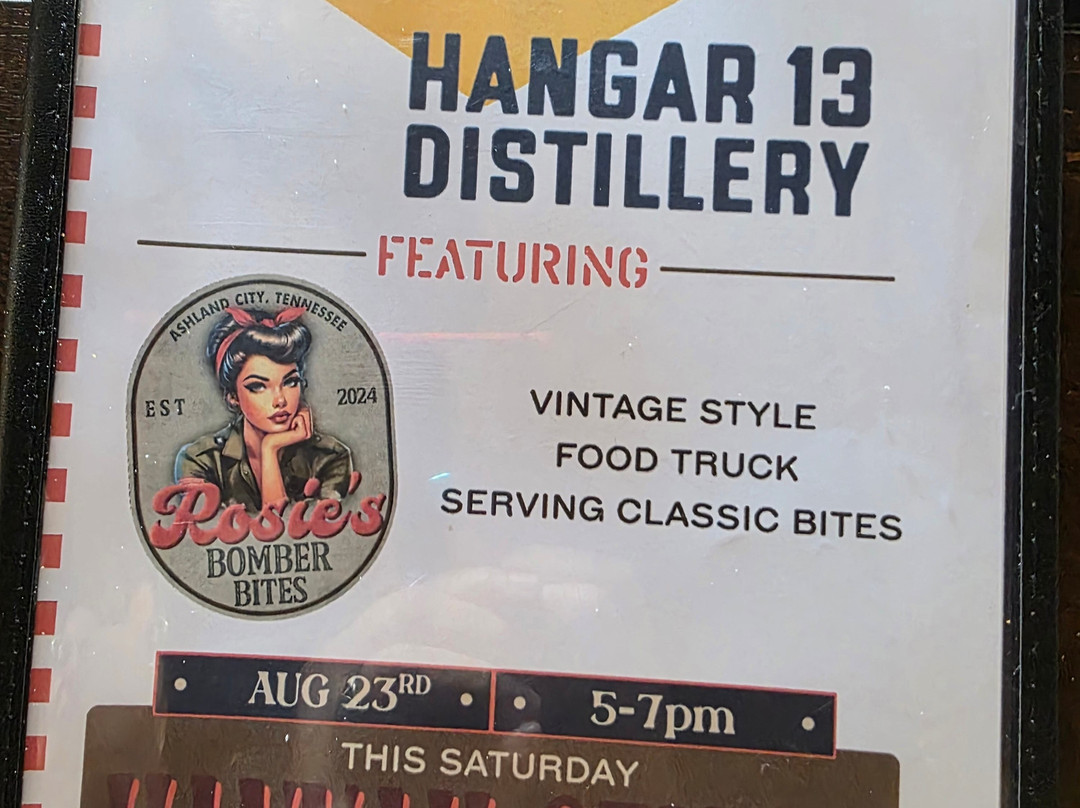 HANGAR 13
DISTILLERY
FEATURING
ASHLAND CITY, TENNESSEE
EST 2024
Rosie's
BOMBER
BITES
VINTAGE STYLE
FOOD TRUCK
SERVING CLASSIC BITES
AUG 23RD
5-7pm
THIS SATURDAY